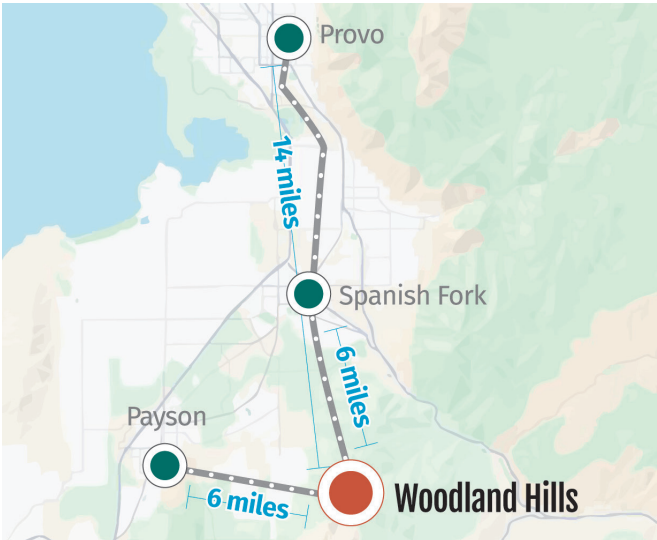 Provo
14 miles
Spanish Fork
6 miles
Payson
Woodland Hills
6 miles